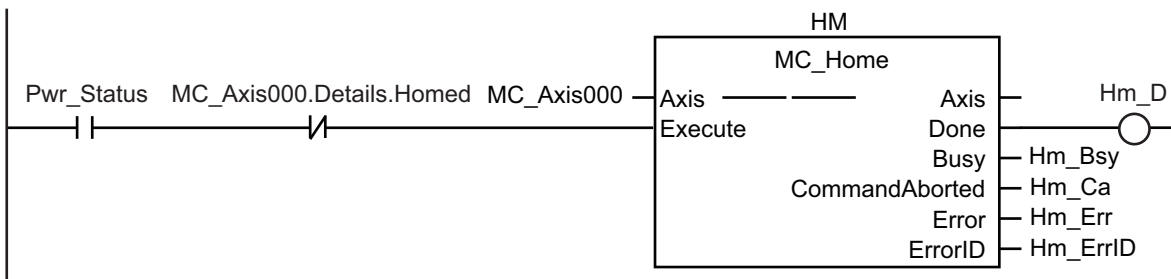 HM
MC_Home
Pwr_Status MC_Axis000.Details.Homed MC_Axis000 Axis Axis Hm_D
Execute Done
Busy Hm_Bsy
CommandAborted Hm_Ca
Error Hm_Err
ErrorID Hm_ErrID